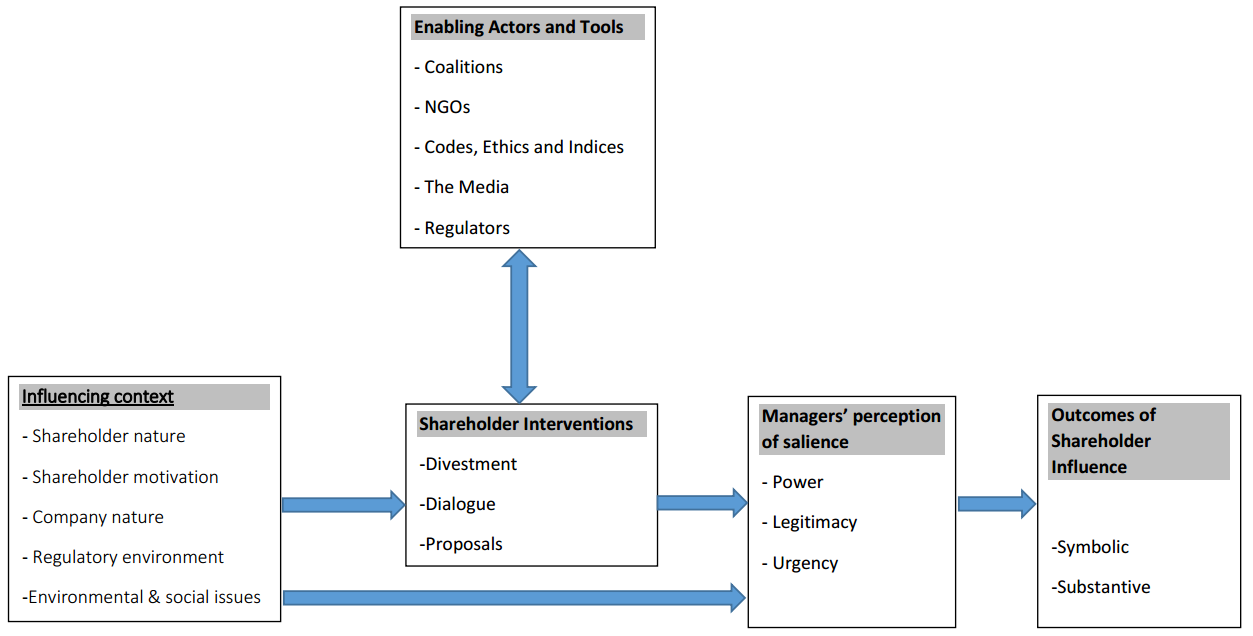 Enabling Actors and Tools
- Coalitions
- NGOs
- Codes, Ethics and Indices
- The Media
- Regulators
Influencing context
- Shareholder nature
- Shareholder motivation
- Company nature
- Regulatory environment
-Environmental & social issues
Shareholder Interventions
-Divestment
-Dialogue
-Proposals
Managers’ perception
of salience
- Power
- Legitimacy
- Urgency
Outcomes of
Shareholder
Influence
-Symbolic
-Substantive